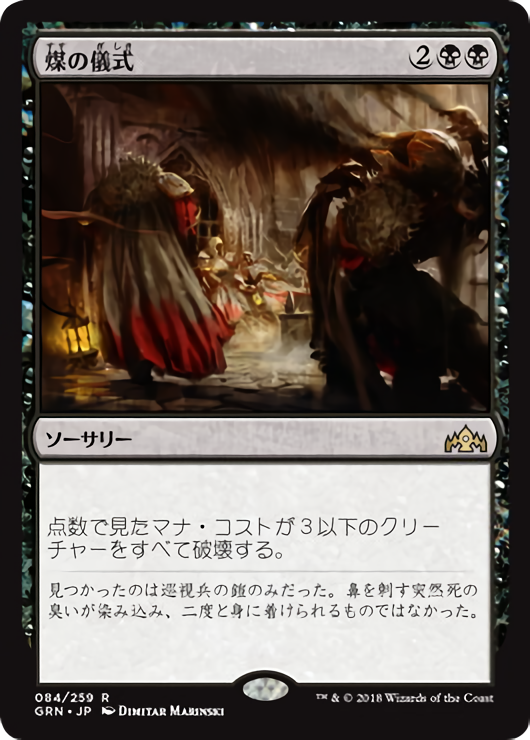 煤の儀式 2
ソーサリー
点数で見たマナ・コストが3以下のクリー
チャーをすべて破壊する。
見つかったのは巡視兵の鎧のみだった。鼻を刺す突然死の
臭いが染み込み、二度と身に着けられるものではなかった。
084/259 R
GRN • JP Dimitar Marinski
™ & © 2018 Wizards of the Coast